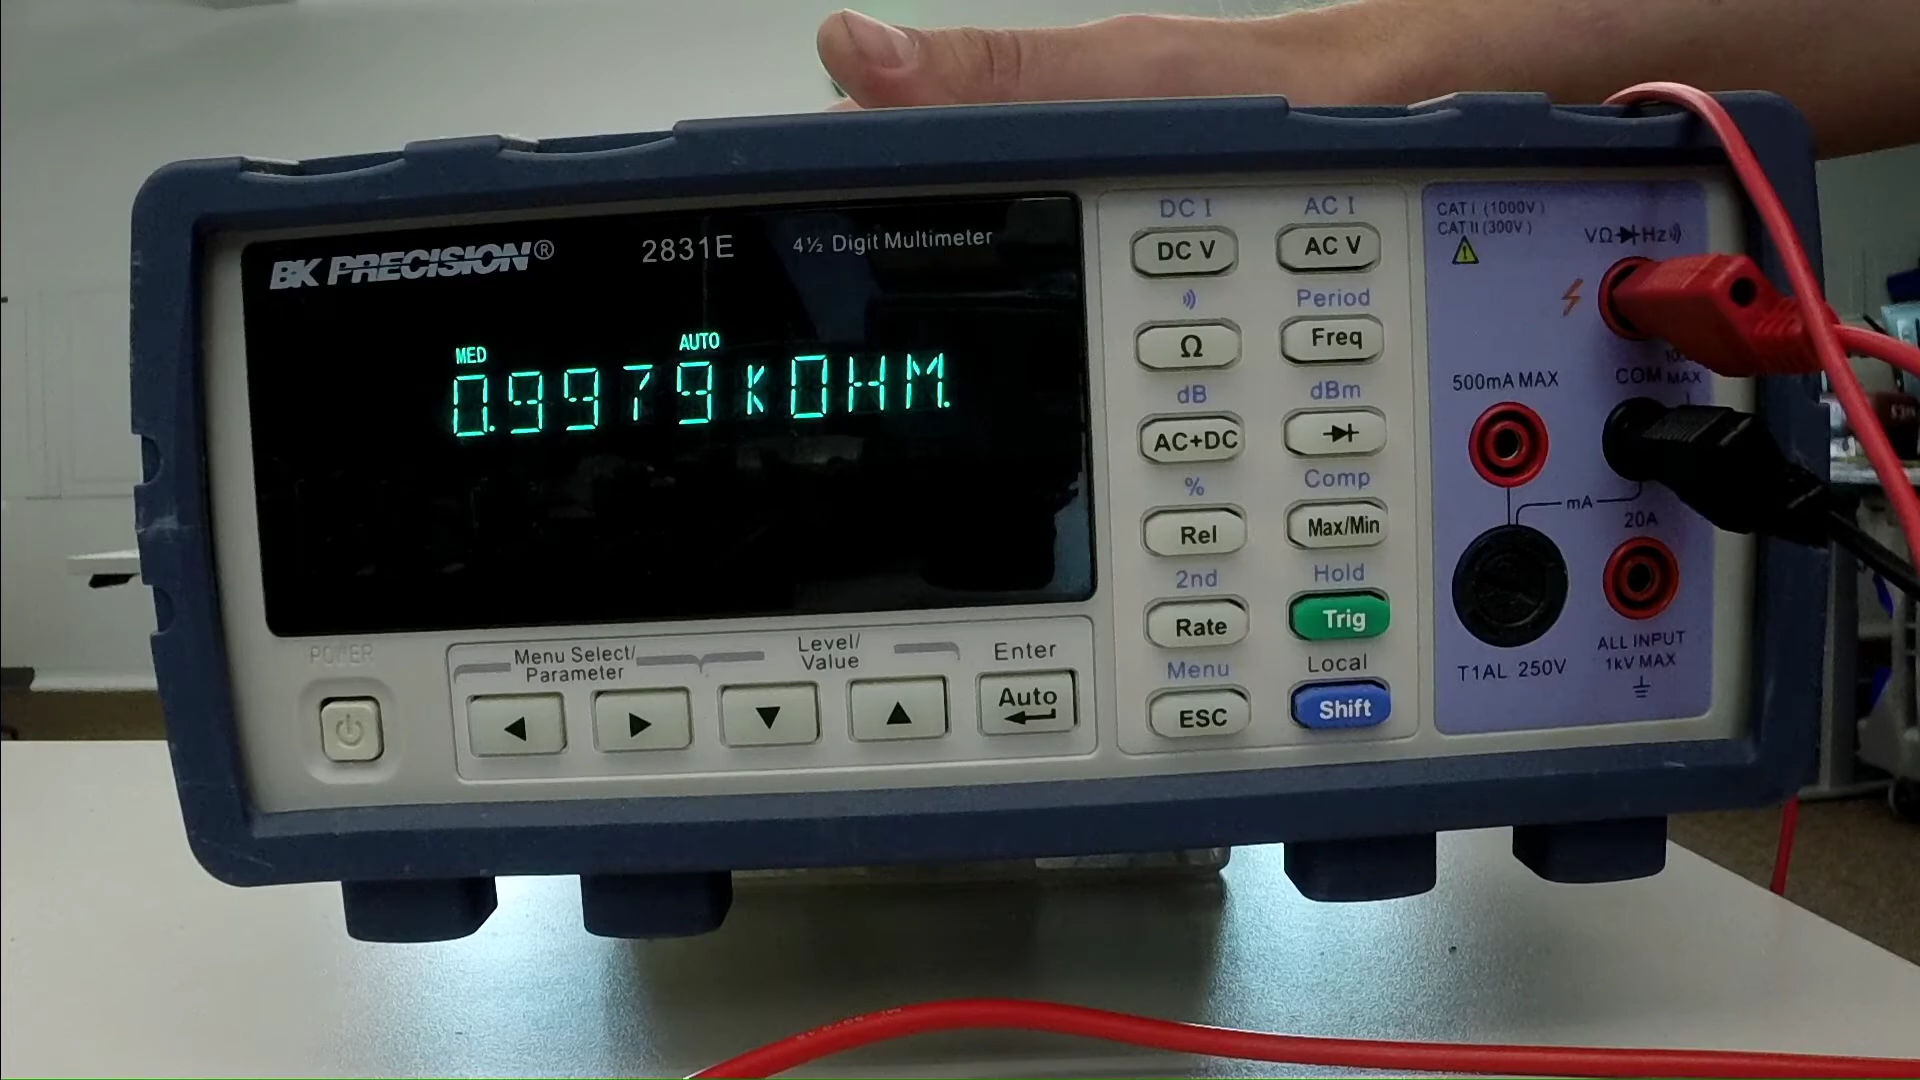 BK PRECISION® 2831E 4½ Digit Multimeter
MED AUTO
0.9979 KOHM.
POWER
Menu Select/
Parameter
Level/
Value
Enter
Auto
DC I AC I
DC V AC V
Period
Ω Freq
dB dBm
AC+DC
% Comp
Rel Max/Min
2nd Hold
Rate Trig
Menu Local
ESC Shift
CAT I (1000V)
CAT II (300V)
VΩ Hz
500mA MAX
COM
MAX
mA
20A
T1AL 250V
ALL INPUT
1kV MAX